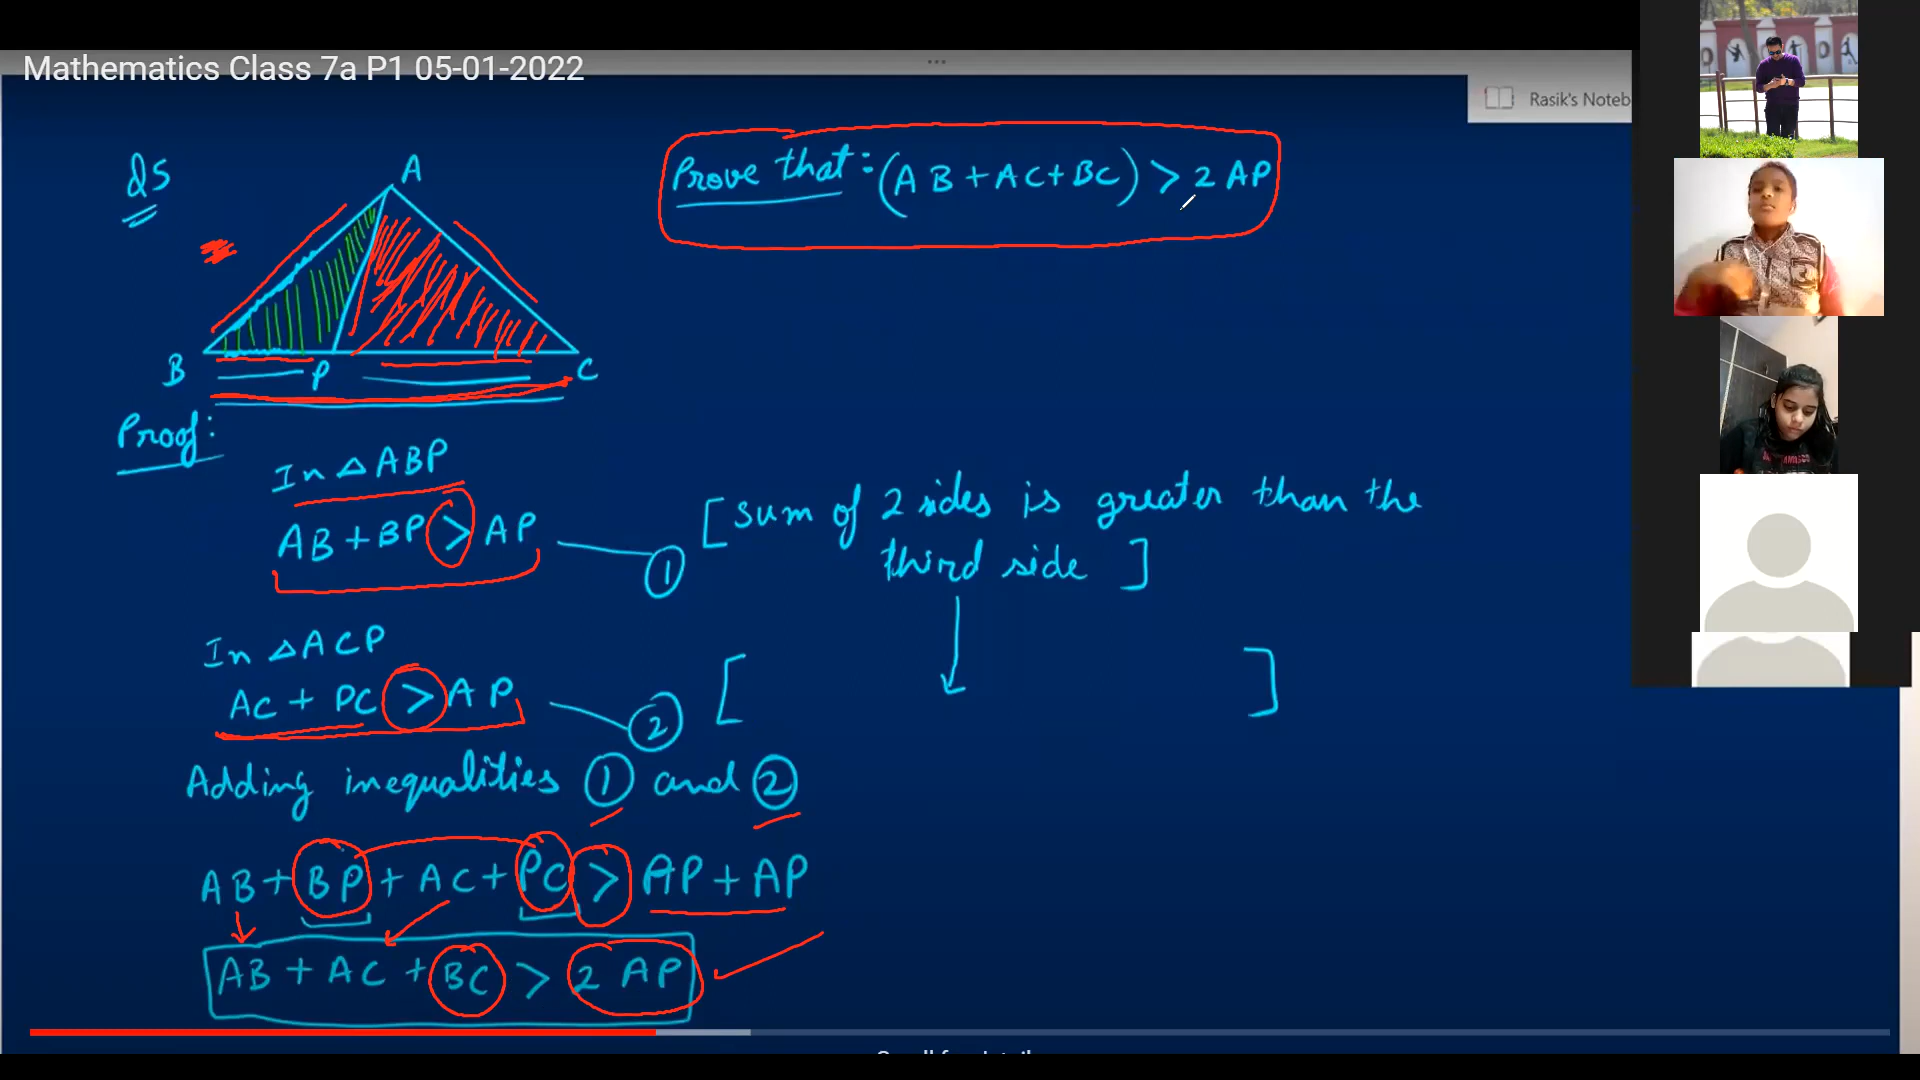 Mathematics Class 7a P1 05-01-2022
Rasik's Noteb
Q5
Prove that: (AB+AC+BC) > 2 AP
A
B
P
C
Proof:
In △ABP
AB+BP > AP — ① [sum of 2 sides is greater than the
third side ]
In △ACP
AC + PC > AP — ② [ ]
Adding inequalities ① and ②
AB+BP + AC+PC > AP + AP
AB + AC + BC > 2 AP